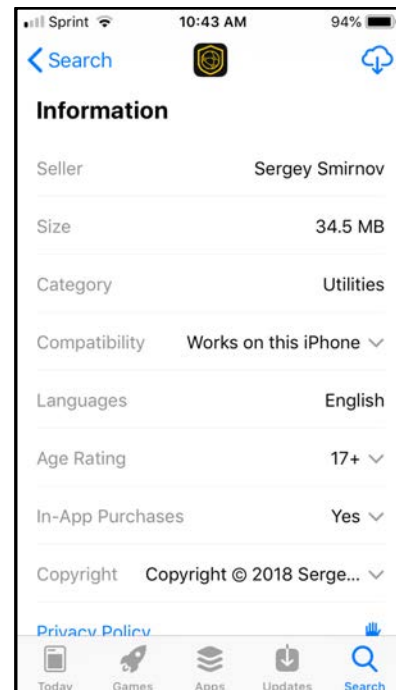 Sprint 10:43 AM 94%
Search
Information
Seller Sergey Smirnov
Size 34.5 MB
Category Utilities
Compatibility Works on this iPhone
Languages English
Age Rating 17+
In-App Purchases Yes
Copyright Copyright © 2018 Serge...
Privacy Policy
Today Games Apps Updates Search